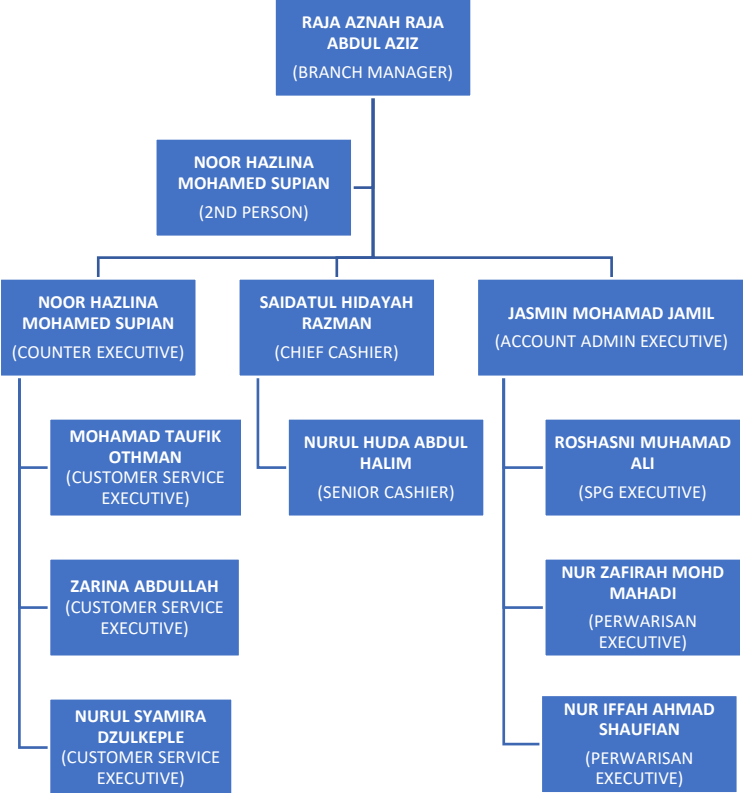 RAJA AZNAH RAJA
ABDUL AZIZ
(BRANCH MANAGER)
NOOR HAZLINA
MOHAMED SUPIAN
(2ND PERSON)
NOOR HAZLINA
MOHAMED SUPIAN
(COUNTER EXECUTIVE)
SAIDATUL HIDAYAH
RAZMAN
(CHIEF CASHIER)
JASMIN MOHAMAD JAMIL
(ACCOUNT ADMIN EXECUTIVE)
MOHAMAD TAUFIK
OTHMAN
(CUSTOMER SERVICE
EXECUTIVE)
NURUL HUDA ABDUL
HALIM
(SENIOR CASHIER)
ROSHASNI MUHAMAD
ALI
(SPG EXECUTIVE)
ZARINA ABDULLAH
(CUSTOMER SERVICE
EXECUTIVE)
NUR ZAFIRAH MOHD
MAHADI
(PERWARISAN
EXECUTIVE)
NURUL SYAMIRA
DZULKEPLE
(CUSTOMER SERVICE
EXECUTIVE)
NUR IFFAH AHMAD
SHAUFIAN
(PERWARISAN
EXECUTIVE)